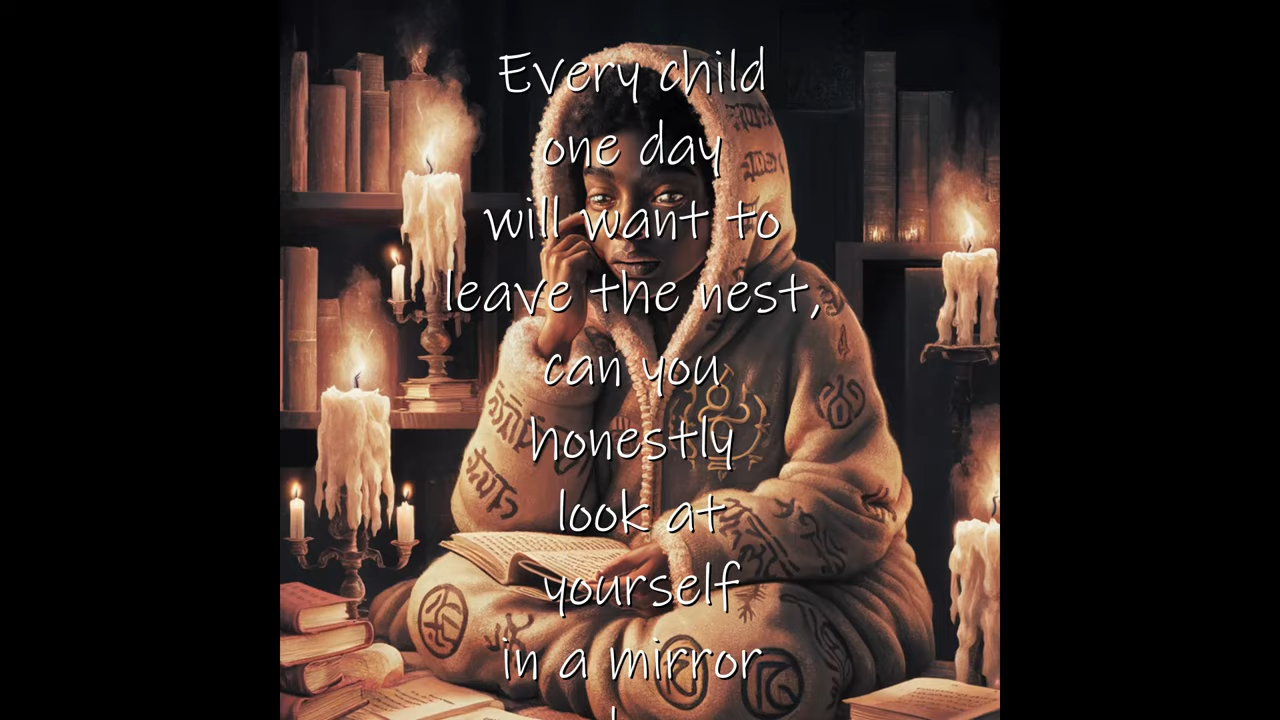 Every child
one day
will want to
leave the nest,
can you
honestly
look at
yourself
in a mirror